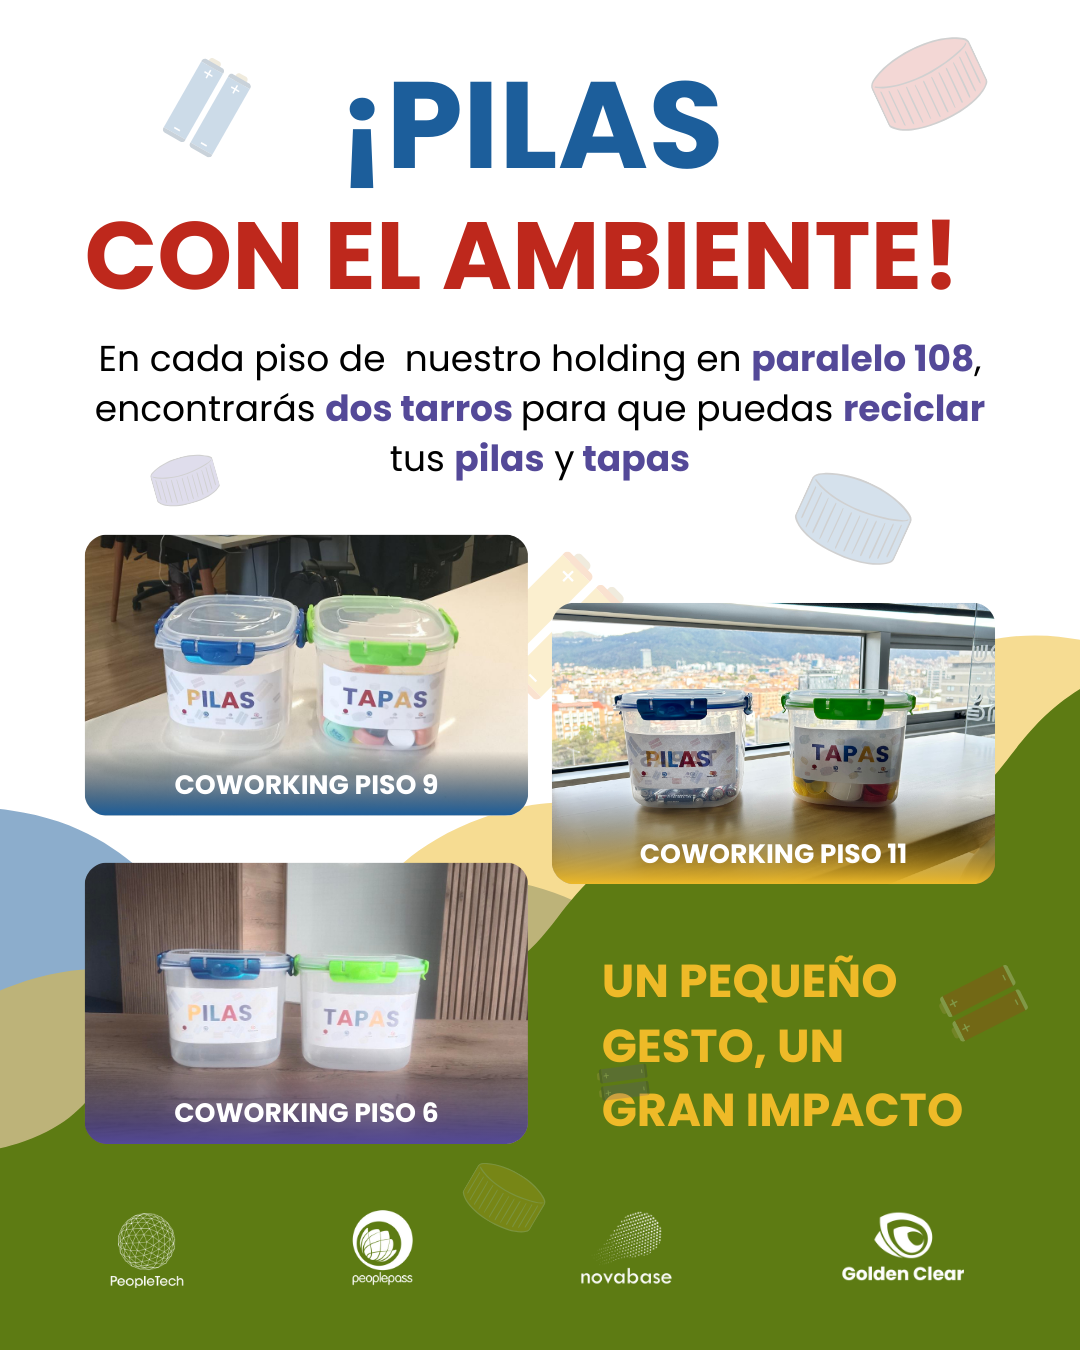 ¡PILAS
CON EL AMBIENTE!
En cada piso de nuestro holding en paralelo 108,
encontrarás dos tarros para que puedas reciclar
tus pilas y tapas
PILAS
TAPAS
COWORKING PISO 9
PILAS
TAPAS
COWORKING PISO 11
PILAS
TAPAS
COWORKING PISO 6
UN PEQUEÑO
GESTO, UN
GRAN IMPACTO
PeopleTech
peoplepass
novabase
Golden Clear